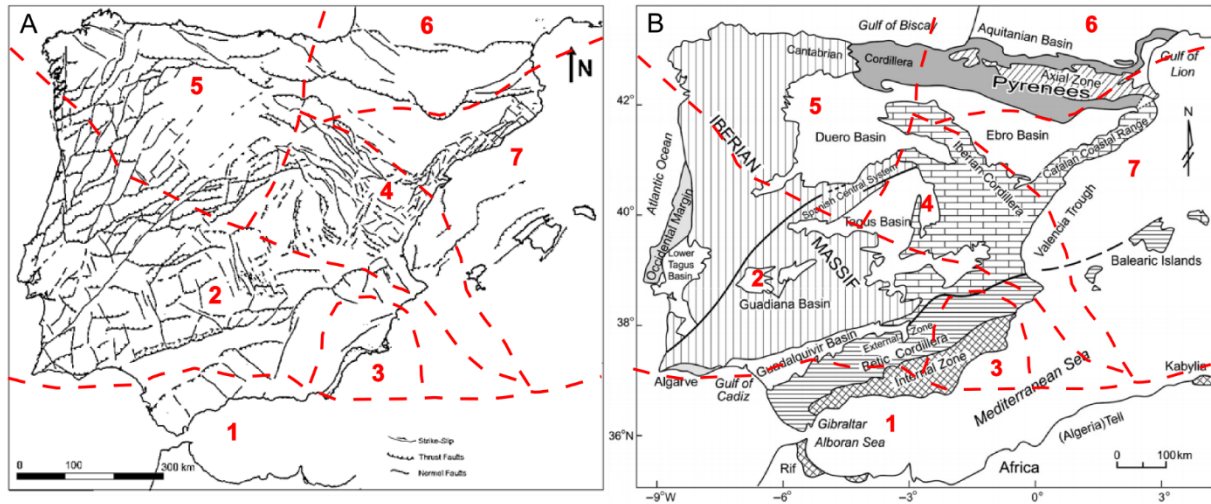 A
6
N
5
7
4
2
3
1
Strike-Slip
Thrust Faults
Normel Faults
0 100 300 km
B
Gulf of Biscay
6
Aquitanian Basin
Gulf of
Lion
Cantabrian
Cordillera
Axial Zone
Pyrenees
42°
5
N
Duero Basin
Ebro Basin
IBERIAN
Iberian Cordillera
Catalan Coastal Range
7
Atlantic Ocean
Spanish Central System
4
40°
Tagus Basin
Valencia Trough
Occidental Margin
MASSIF
Balearic Islands
Lower
Tagus
Basin
2
Guadiana Basin
38°
Guadalquivir Basin
External Zone
Betic Cordillera
Internal Zone
3
Mediterranean Sea
Kabylia
Algarve
Gulf of
Cadiz
1
Gibraltar
36°N
Alboran Sea
(Algeria)Tell
Rif
Africa
0 100km
−9°W −6° −3° 0° 3°